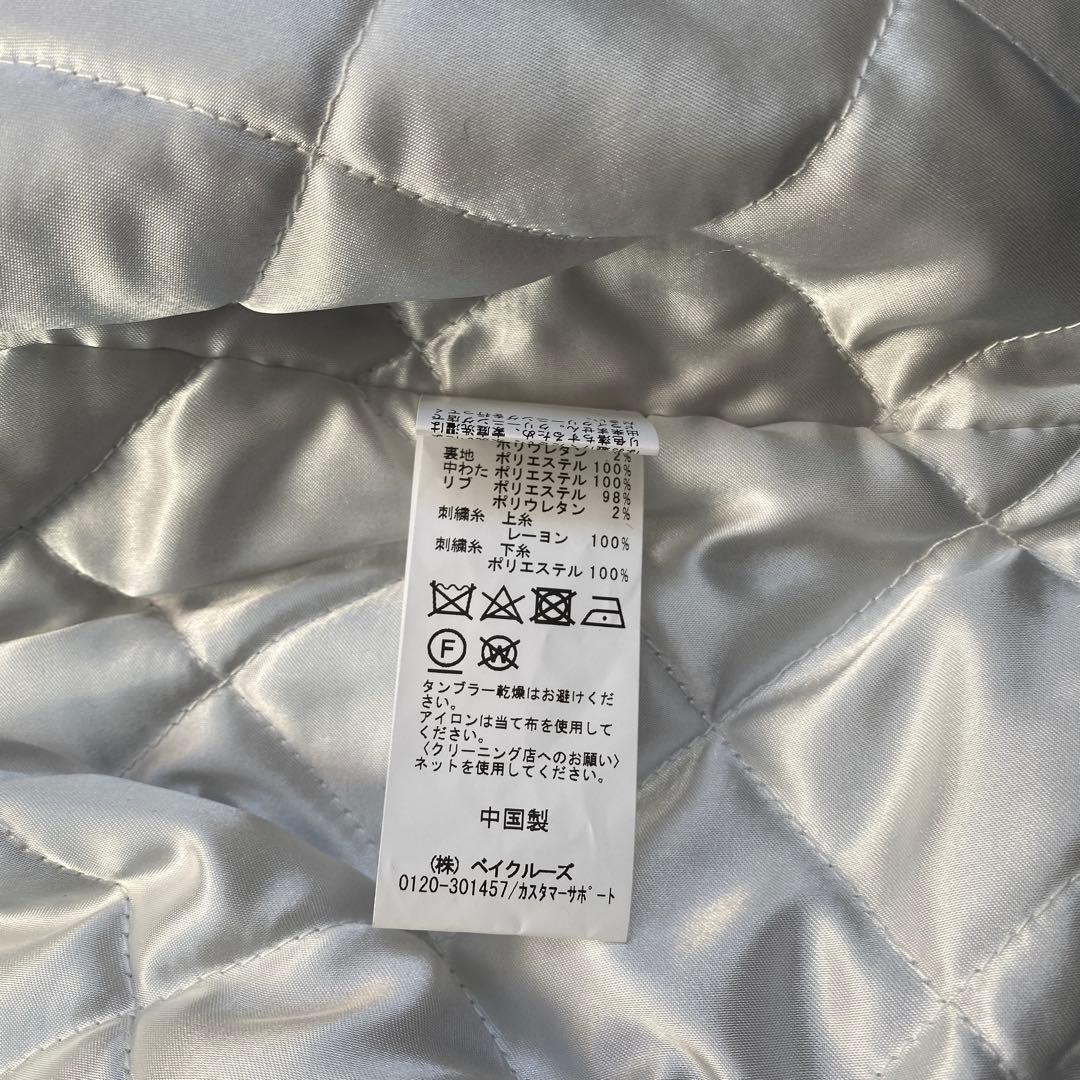 ポリウレタン 2%
裏地 ポリエステル 100%
中わた ポリエステル 100%
リブ ポリエステル 98%
ポリウレタン 2%
刺繍糸 上糸
レーヨン 100%
刺繍糸 下糸
ポリエステル 100%
F
W
タンブラー乾燥はお避けくだ
さい。
アイロンは当て布を使用して
ください。
〈クリーニング店へのお願い〉
ネットを使用してください。
中国製
(株) ベイクルーズ
0120-301457/カスタマーサポート